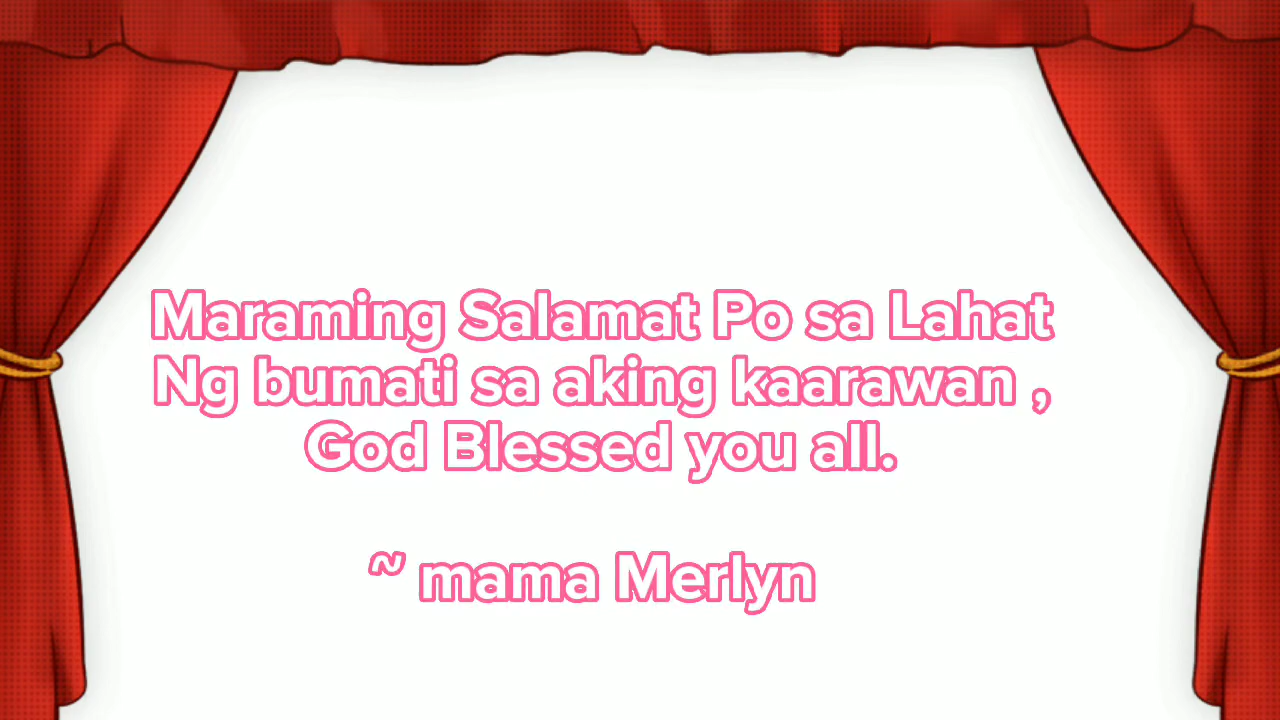 Maraming Salamat Po sa Lahat
Ng bumati sa aking kaarawan ,
God Blessed you all.
~ mama Merlyn